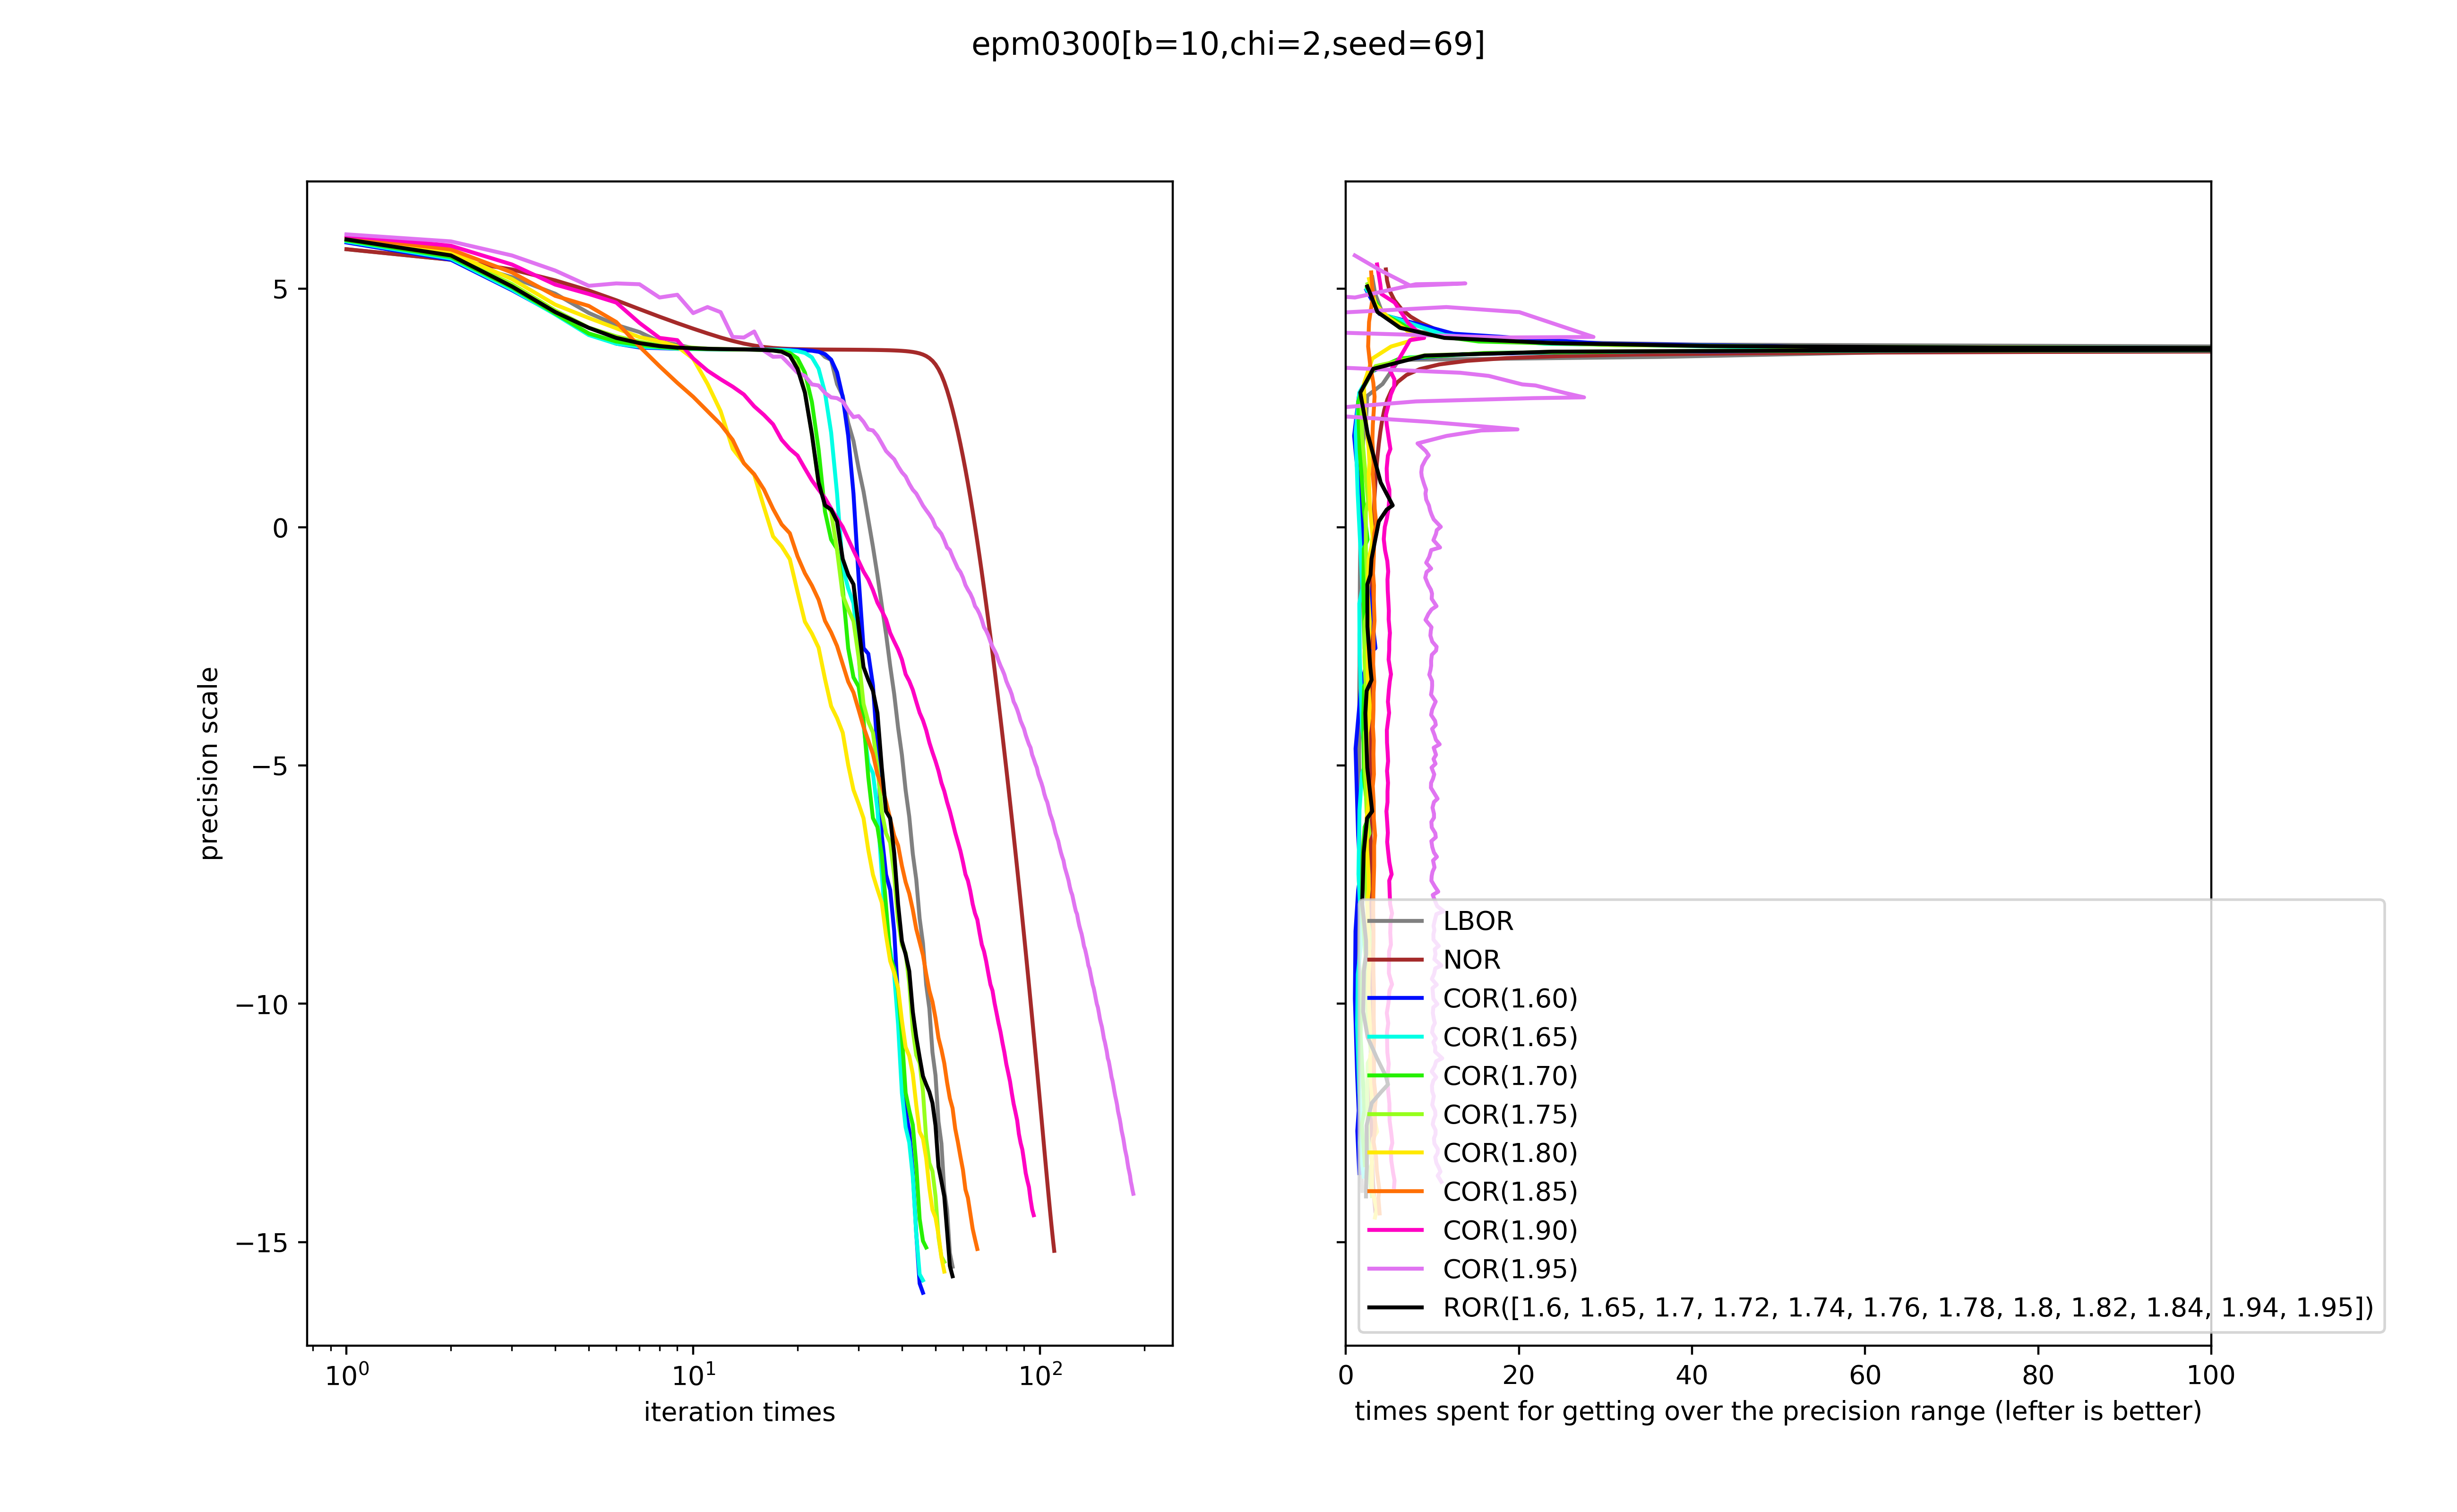 epm0300[b=10,chi=2,seed=69]
precision scale
5
0
−5
−10
−15
10⁰ 10¹ 10²
iteration times
0 20 40 60 80 100
times spent for getting over the precision range (lefter is better)
LBOR
NOR
COR(1.60)
COR(1.65)
COR(1.70)
COR(1.75)
COR(1.80)
COR(1.85)
COR(1.90)
COR(1.95)
ROR([1.6, 1.65, 1.7, 1.72, 1.74, 1.76, 1.78, 1.8, 1.82, 1.84, 1.94, 1.95])